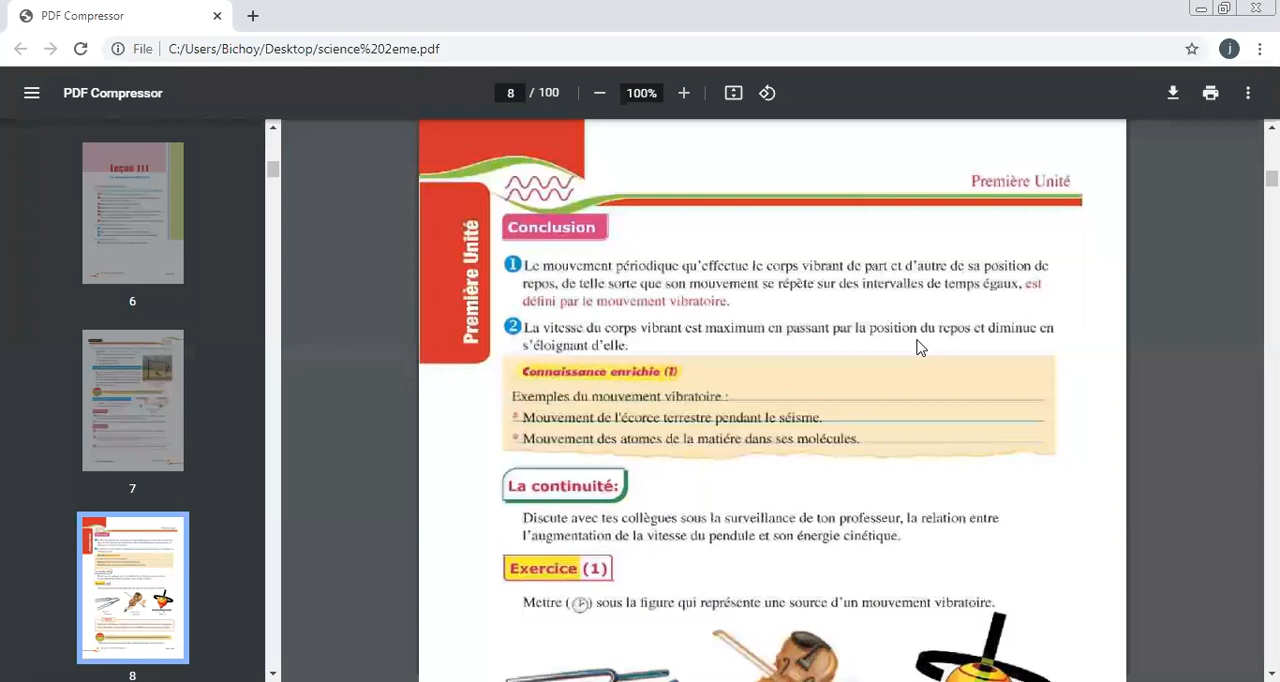 PDF Compressor
File
C:/Users/Bichoy/Desktop/science%202eme.pdf
j
PDF Compressor
8 / 100
100%
Leçon III
6
7
8
Première Unité
Première Unité
Conclusion
1 Le mouvement périodique qu'effectue le corps vibrant de part et d'autre de sa position de
repos, de telle sorte que son mouvement se répète sur des intervalles de temps égaux, est
défini par le mouvement vibratoire.
2 La vitesse du corps vibrant est maximum en passant par la position du repos et diminue en
s'éloignant d'elle.
Connaissance enrichie (1)
Exemples du mouvement vibratoire :
* Mouvement de l'écorce terrestre pendant le séisme.
* Mouvement des atomes de la matiére dans ses molécules.
La continuité:
Discute avec tes collègues sous la surveillance de ton professeur, la relation entre
l'augmentation de la vitesse du pendule et son énergie cinétique.
Exercice (1)
Mettre ( ) sous la figure qui représente une source d'un mouvement vibratoire.